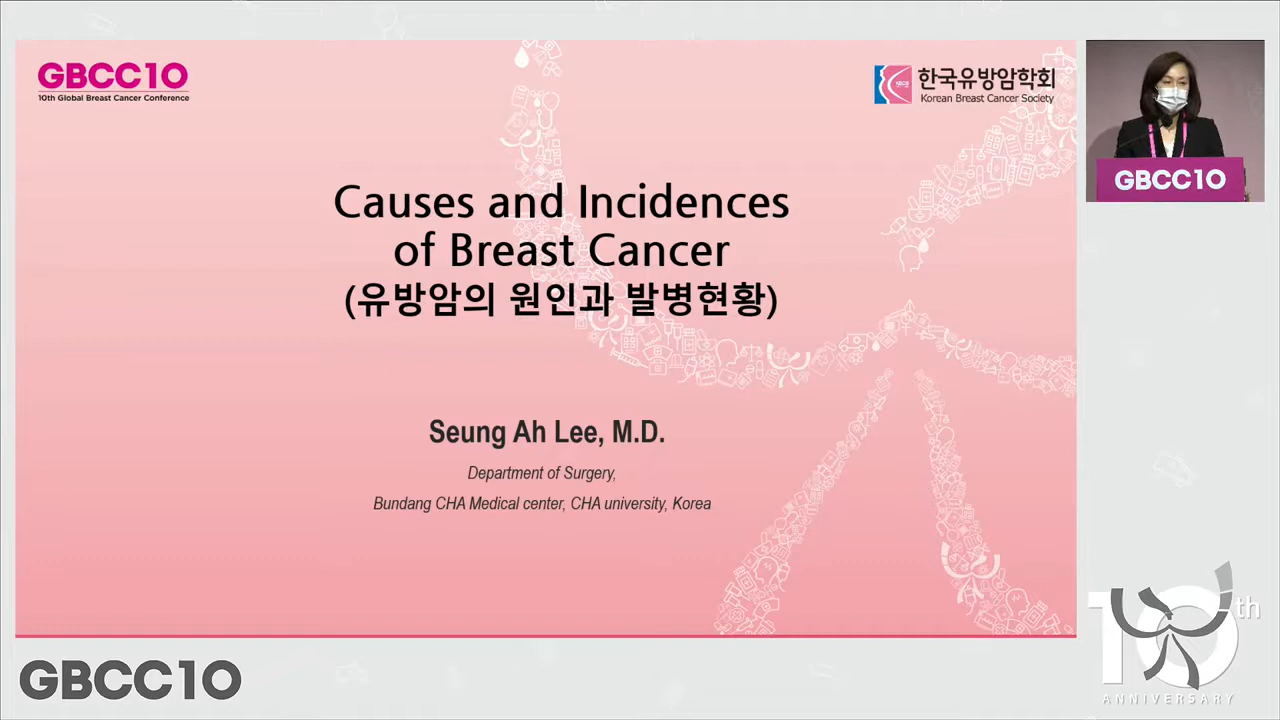 GBCC10
10th Global Breast Cancer Conference
한국유방암학회
Korean Breast Cancer Society
GBCC10
Causes and Incidences
of Breast Cancer
(유방암의 원인과 발병현황)
Seung Ah Lee, M.D.
Department of Surgery,
Bundang CHA Medical center, CHA university, Korea
GBCC10
10th
ANNIVERSARY